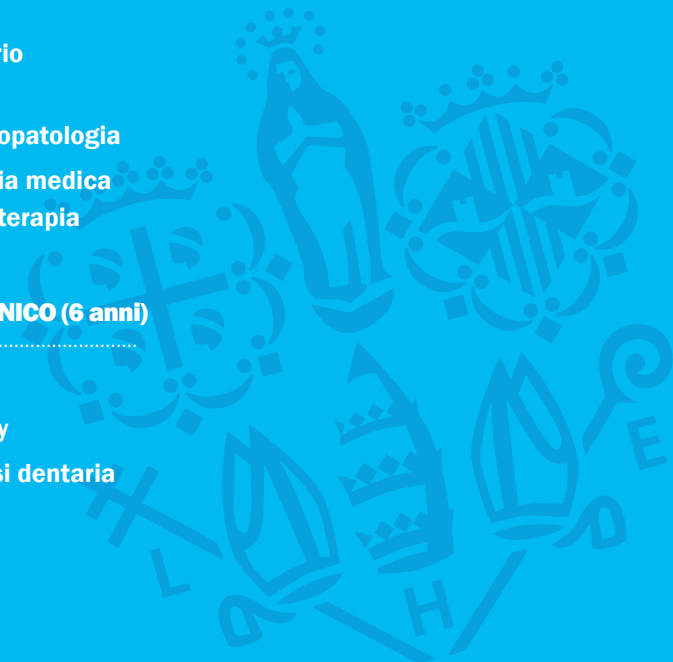 rio
opatologia
ia medica
terapia
NICO (6 anni)
y
si dentaria
L
H
E